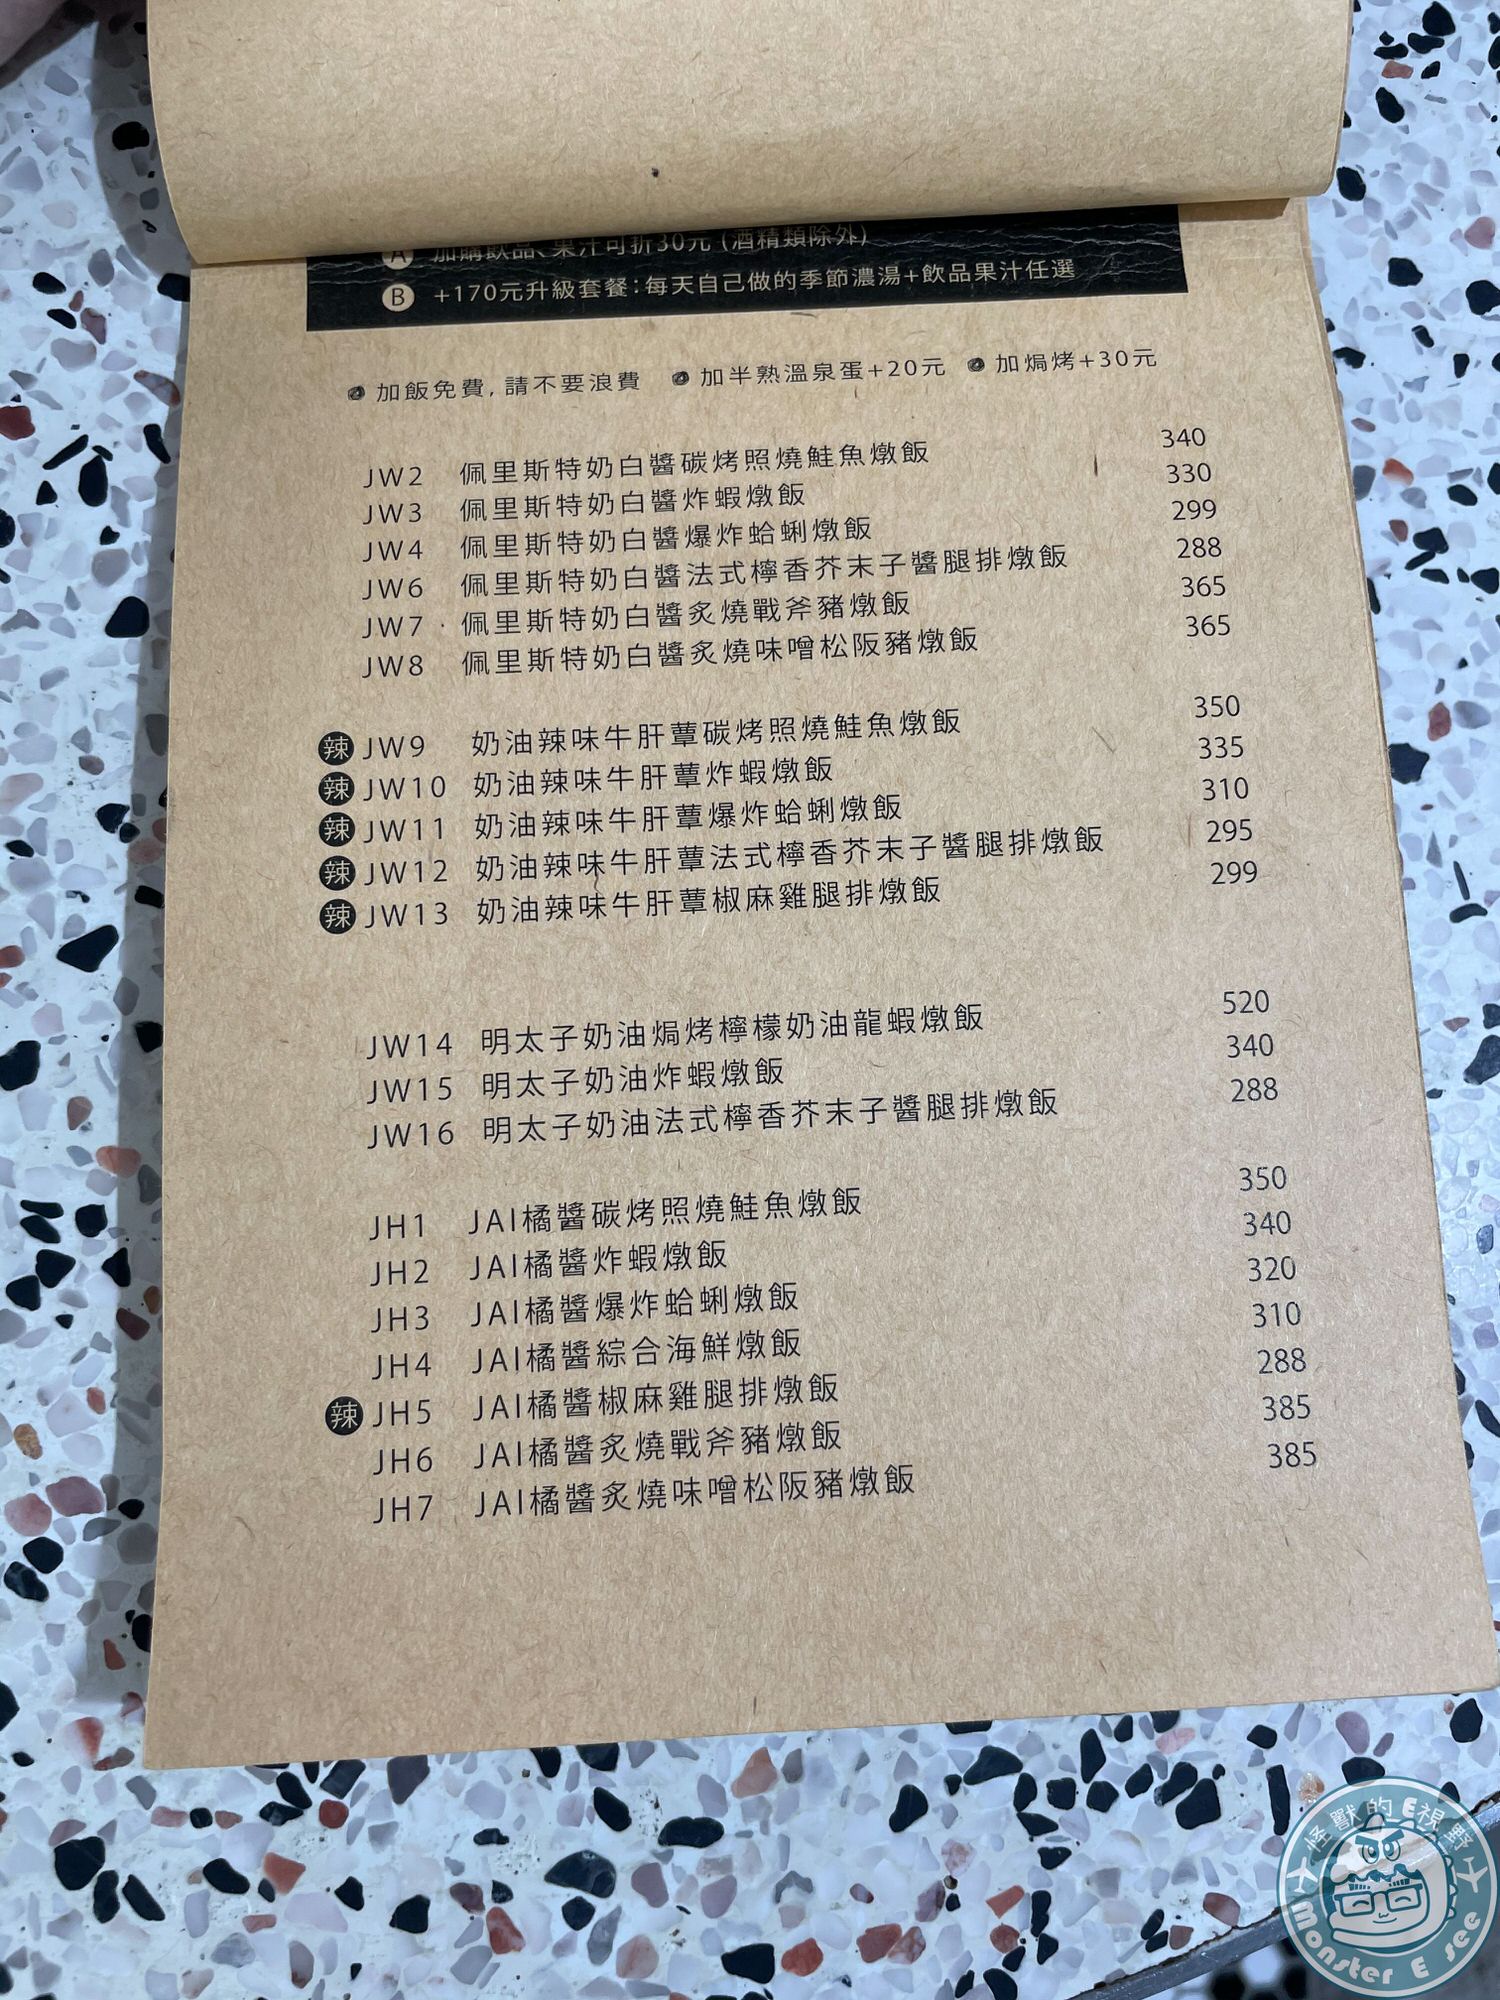 A 加購飲品、果汁可折30元 (酒精類除外)
B +170元升級套餐：每天自己做的季節濃湯+飲品果汁任選
加飯免費, 請不要浪費 加半熟溫泉蛋+20元 加焗烤+30元
JW2 佩里斯特奶白醬碳烤照燒鮭魚燉飯 340
JW3 佩里斯特奶白醬炸蝦燉飯 330
JW4 佩里斯特奶白醬爆炸蛤蜊燉飯 299
JW6 佩里斯特奶白醬法式檸香芥末子醬腿排燉飯 288
JW7 佩里斯特奶白醬炙燒戰斧豬燉飯 365
JW8 佩里斯特奶白醬炙燒味噌松阪豬燉飯 365
辣 JW9 奶油辣味牛肝蕈碳烤照燒鮭魚燉飯 350
辣 JW10 奶油辣味牛肝蕈炸蝦燉飯 335
辣 JW11 奶油辣味牛肝蕈爆炸蛤蜊燉飯 310
辣 JW12 奶油辣味牛肝蕈法式檸香芥末子醬腿排燉飯 295
辣 JW13 奶油辣味牛肝蕈椒麻雞腿排燉飯 299
JW14 明太子奶油焗烤檸檬奶油龍蝦燉飯 520
JW15 明太子奶油炸蝦燉飯 340
JW16 明太子奶油法式檸香芥末子醬腿排燉飯 288
JH1 JAI橘醬碳烤照燒鮭魚燉飯 350
JH2 JAI橘醬炸蝦燉飯 340
JH3 JAI橘醬爆炸蛤蜊燉飯 320
JH4 JAI橘醬綜合海鮮燉飯 310
辣 JH5 JAI橘醬椒麻雞腿排燉飯 288
JH6 JAI橘醬炙燒戰斧豬燉飯 385
JH7 JAI橘醬炙燒味噌松阪豬燉飯 385
怪獸的E視野
Monster E see